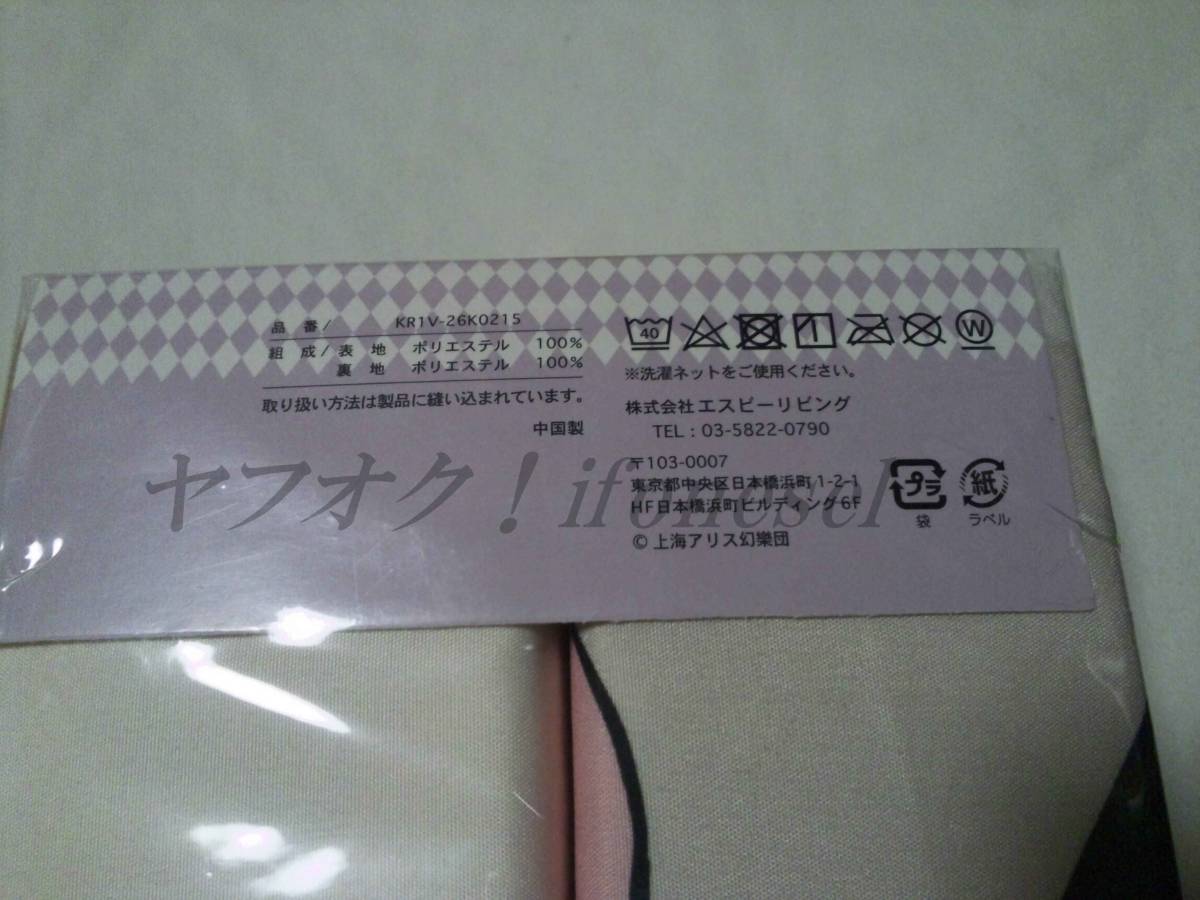 品 番/ KR1V-26K0215
組 成/表 地 ポリエステル 100%
裏 地 ポリエステル 100%
取り扱い方法は製品に縫い込まれています。
中国製
40
W
※洗濯ネットをご使用ください。
株式会社エスピーリビング
TEL：03-5822-0790
〒103-0007
東京都中央区日本橋浜町1-2-1
HF日本橋浜町ビルディング6F
© 上海アリス幻樂団
プラ
袋
紙
ラベル
ヤフオク！